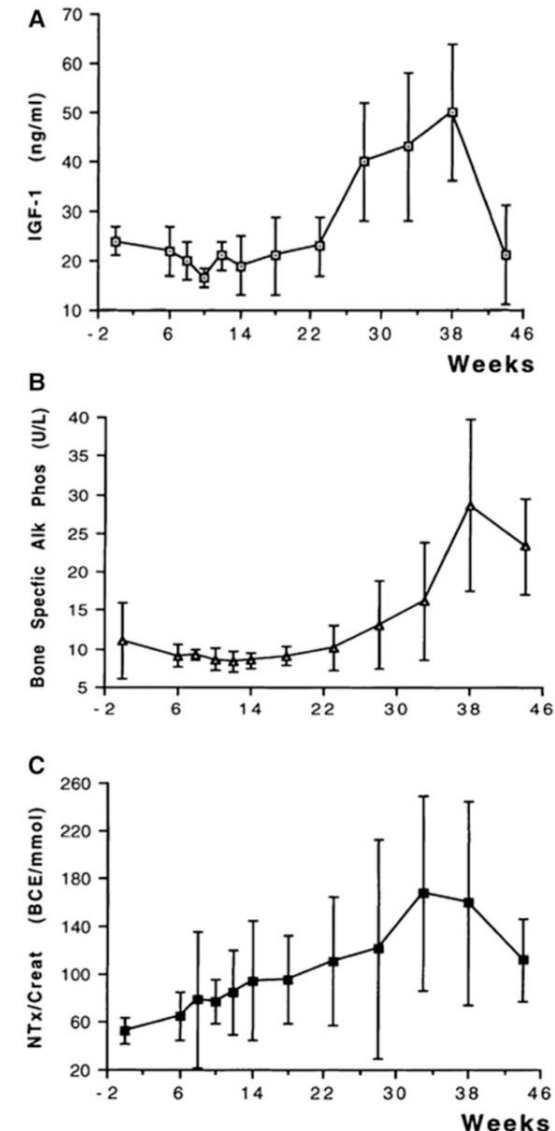 A
IGF-1 (ng/ml)
70
60
50
40
30
20
10
-2 6 14 22 30 38 46
Weeks
B
Bone Specfic Alk Phos (U/L)
40
35
30
25
20
15
10
5
-2 6 14 22 30 38 46
C
NTx/Creat (BCE/mmol)
260
220
180
140
100
60
20
-2 6 14 22 30 38 46
Weeks